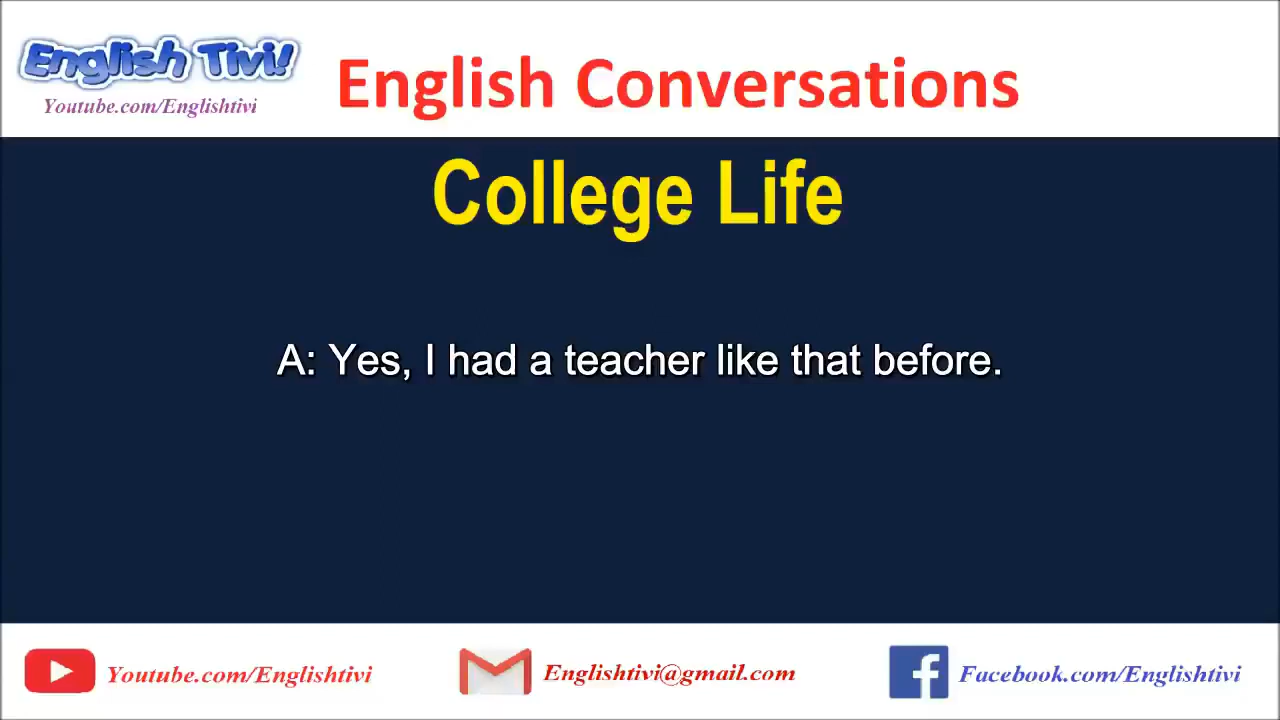 English Tivi!
Youtube.com/Englishtivi
English Conversations
College Life
A: Yes, I had a teacher like that before.
Youtube.com/Englishtivi
Englishtivi@gmail.com
Facebook.com/Englishtivi